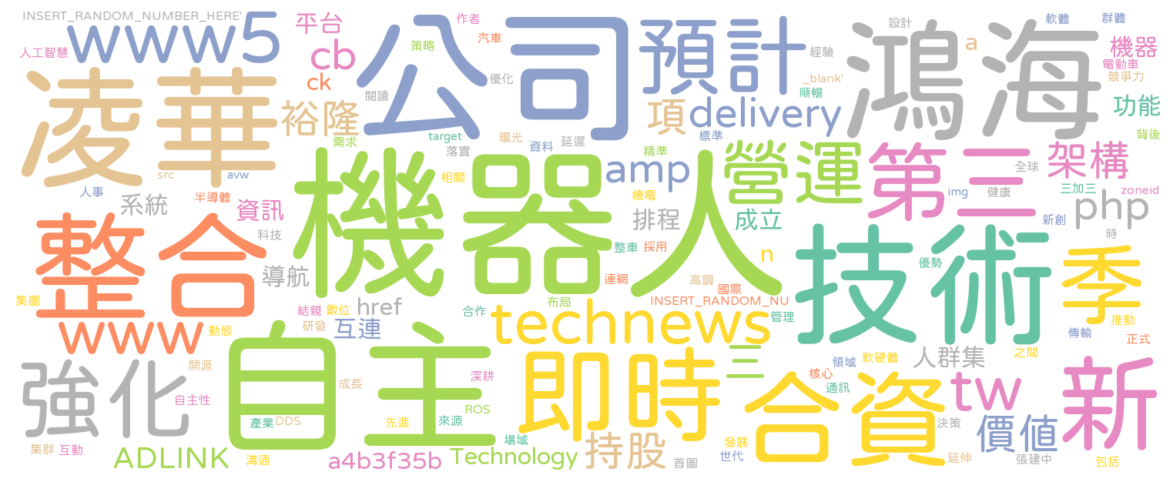 INSERT_RANDOM_NUMBER_HERE'
www5
平台
作者
汽車
公司
預計
設計
經驗
鴻海
軟體
群體
機器
電動車
競爭力
人工智慧
cb
ck
策略
優化
閱讀
a
_blank'
順暢
功能
凌華
裕隆
項
delivery
標準
背後
target
需求
落實
曝光
資料
延遲
精準
src
avw
相關
機器人
amp
營運
第三
架構
全球
人事
半導體
機電
img
健康
三加三
zoneid
系統
資訊
排程
成立
新創
php
時
整合
科技
整車
採用
n
技術
優勢
導航
連網
高調
國際
季
集團
結親
數位
href
布局
INSERT_RANDOM_NU
www
動態
研發
互連
合作
technews
管理
傳輸
推動
正式
強化
開源
自主
即時
三
領域
軟硬體
人群集
之間
新
成長
深耕
核心
通訊
自主性
產業
DDS
先進
來源
ROS
合資
tw
價值
決策
集群
互動
ADLINK
溝通
a4b3f35b
Technology
場域
持股
首圖
發展
世代
延伸
張建中
包括